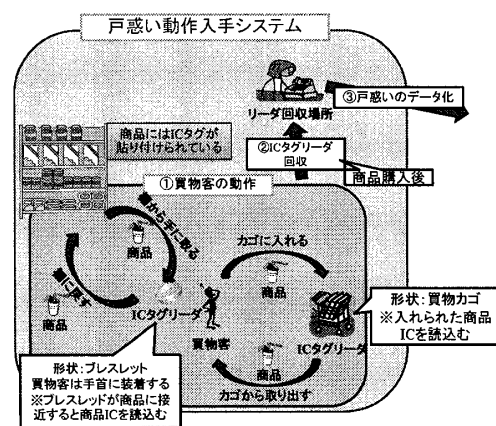 戸惑い動作入手システム
リーダ回収場所
③戸惑いのデータ化
商品にはICタグが
貼り付けられている
②ICタグリーダ
回収
商品購入後
①買物客の動作
棚から手に取る
商品
棚に戻す
商品
ICタグリーダ
買物客
カゴに入れる
商品
ICタグリーダ
商品
カゴから取り出す
形状:買物カゴ
※入れられた商品
ICを読込む
形状:ブレスレット
買物客は手首に装着する
※ブレスレッドが商品に接
近すると商品ICを読込む